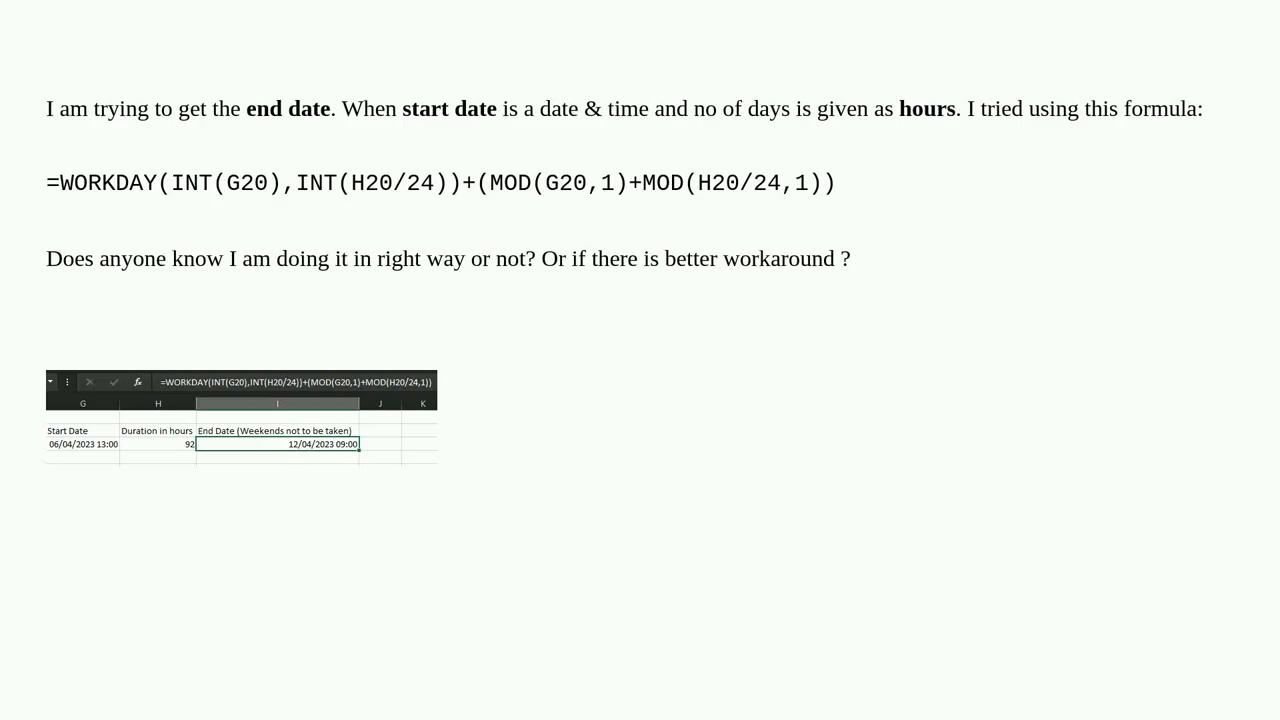 I am trying to get the end date. When start date is a date & time and no of days is given as hours. I tried using this formula:
=WORKDAY(INT(G20),INT(H20/24))+(MOD(G20,1)+MOD(H20/24,1))
Does anyone know I am doing it in right way or not? Or if there is better workaround ?
fx =WORKDAY(INT(G20),INT(H20/24))+(MOD(G20,1)+MOD(H20/24,1))
G H I J K
Start Date Duration in hours End Date (Weekends not to be taken)
06/04/2023 13:00 92 12/04/2023 09:00